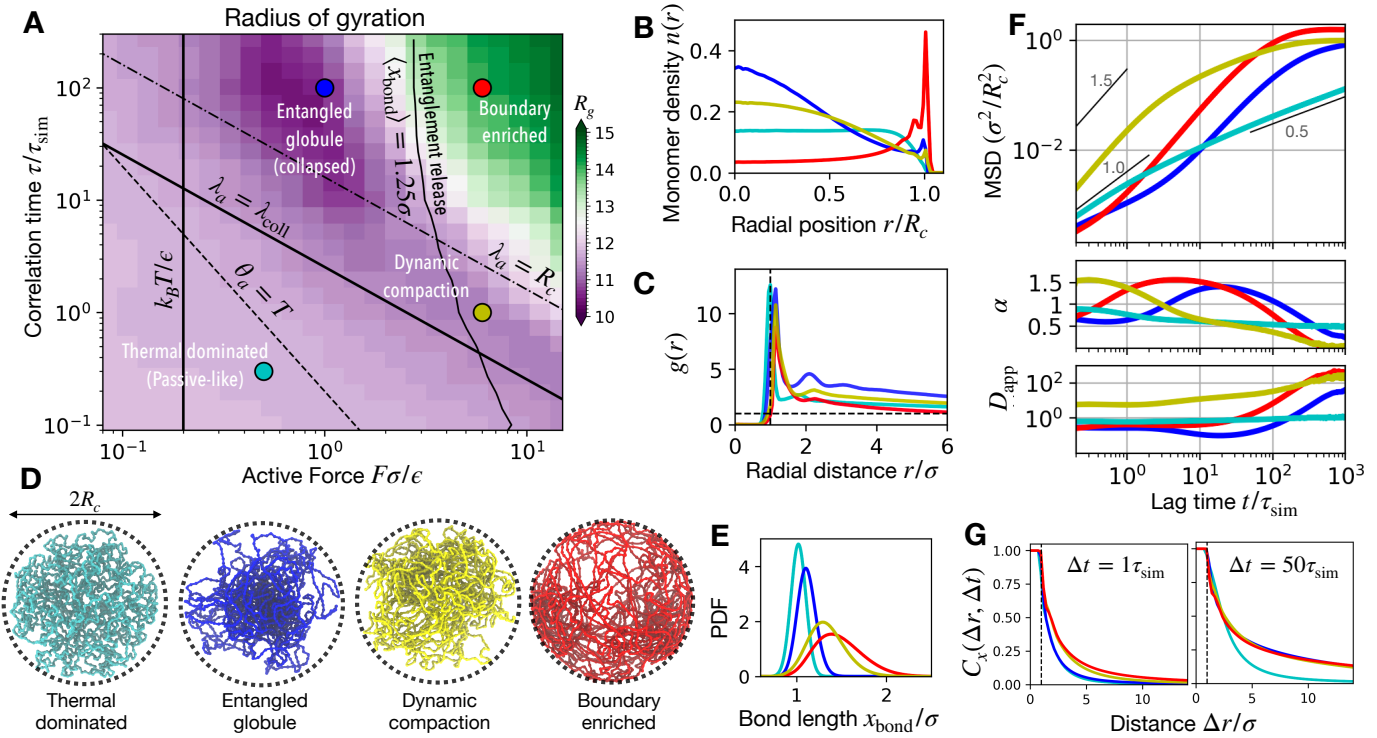 A
Radius of gyration
Correlation time τ/τ_sim
10^2
10^1
10^0
10^-1
10^-1
10^0
10^1
Active Force Fσ/ϵ
k_BT/ϵ
θ_a = T
λ_a = λ_coll
λ_a = R_c
Entangled
globule
(collapsed)
Boundary
enriched
Entanglement release
⟨x_bond⟩ = 1.25σ
Dynamic
compaction
Thermal dominated
(Passive-like)
R_g
15
14
13
12
11
10
B
Monomer density n(r)
0.4
0.2
0.0
0.0
0.5
1.0
Radial position r/R_c
C
g(r)
10
5
0
0
2
4
6
Radial distance r/σ
D
2R_c
Thermal
dominated
Entangled
globule
Dynamic
compaction
Boundary
enriched
E
PDF
4
2
0
1
2
Bond length x_bond/σ
F
MSD (σ^2/R_c^2)
10^0
10^-2
1.5
1.0
0.5
α
1.5
1
0.5
D_app
10^2
10^0
10^0
10^1
10^2
10^3
Lag time t/τ_sim
G
C_x(Δr, Δt)
1.00
0.75
0.50
0.25
0.00
Δt = 1τ_sim
Δt = 50τ_sim
0
5
10
0
5
10
Distance Δr/σ